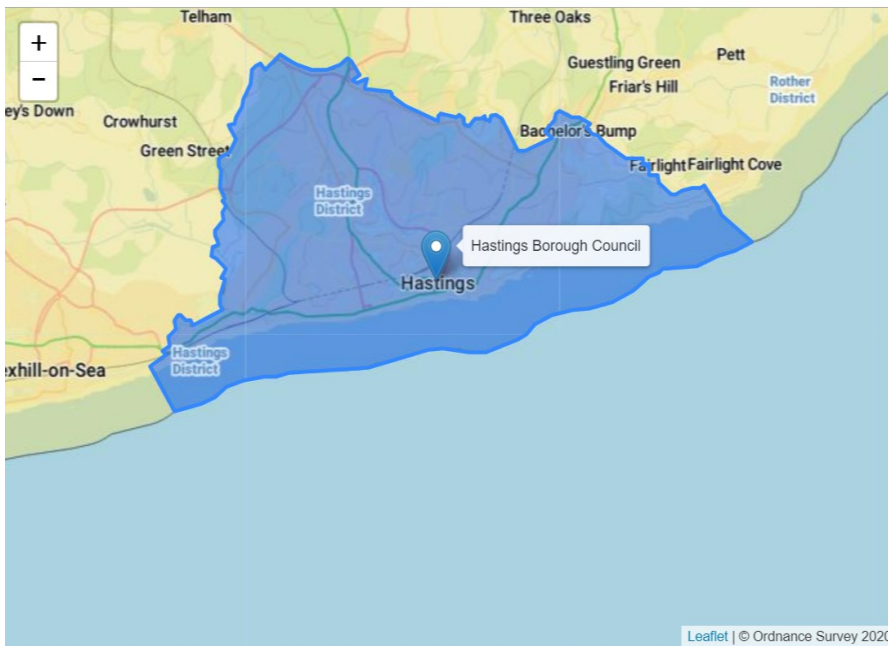 Telham
Three Oaks
+
−
Guestling Green
Pett
Friar's Hill
Rother
District
ey's Down
Crowhurst
Bachelor's Bump
Green Street
Fairlight
Fairlight Cove
Hastings
District
Hastings Borough Council
Hastings
Hastings
District
exhill-on-Sea
Leaflet | © Ordnance Survey 2020